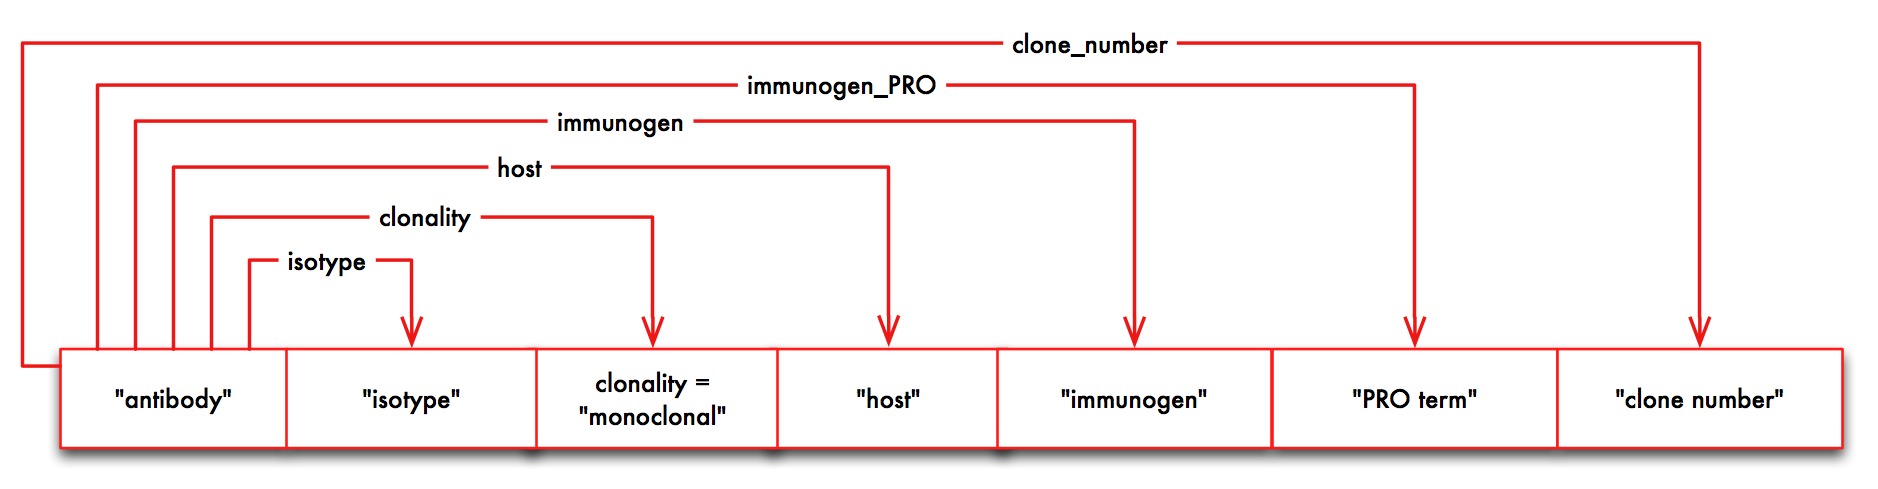 clone_number
immunogen_PRO
immunogen
host
clonality
isotype
"antibody"
"isotype"
clonality =
"monoclonal"
"host"
"immunogen"
"PRO term"
"clone number"